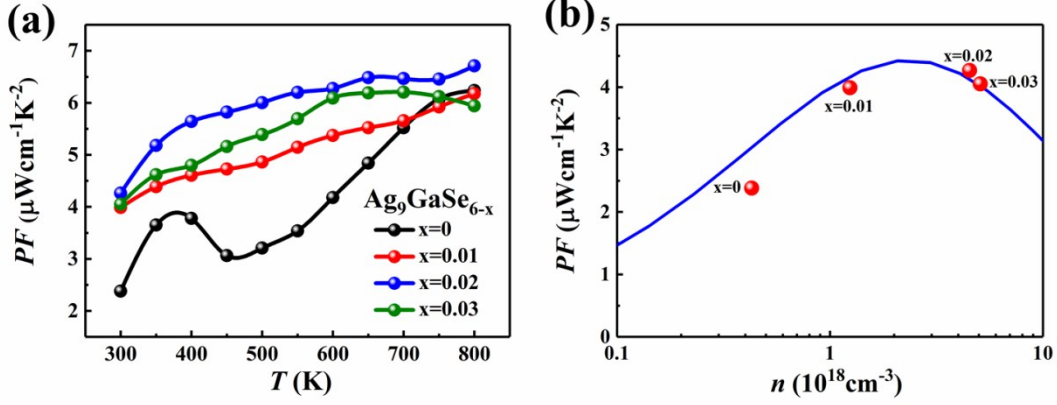 (a)
7
6
5
4
3
2
PF (μWcm⁻¹K⁻²)
300 400 500 600 700 800
T (K)
Ag₉GaSe₆₋ₓ
x=0
x=0.01
x=0.02
x=0.03
(b)
5
4
3
2
1
0
PF (μWcm⁻¹K⁻²)
0.1 1 10
n (10¹⁸cm⁻³)
x=0.02
x=0.03
x=0.01
x=0